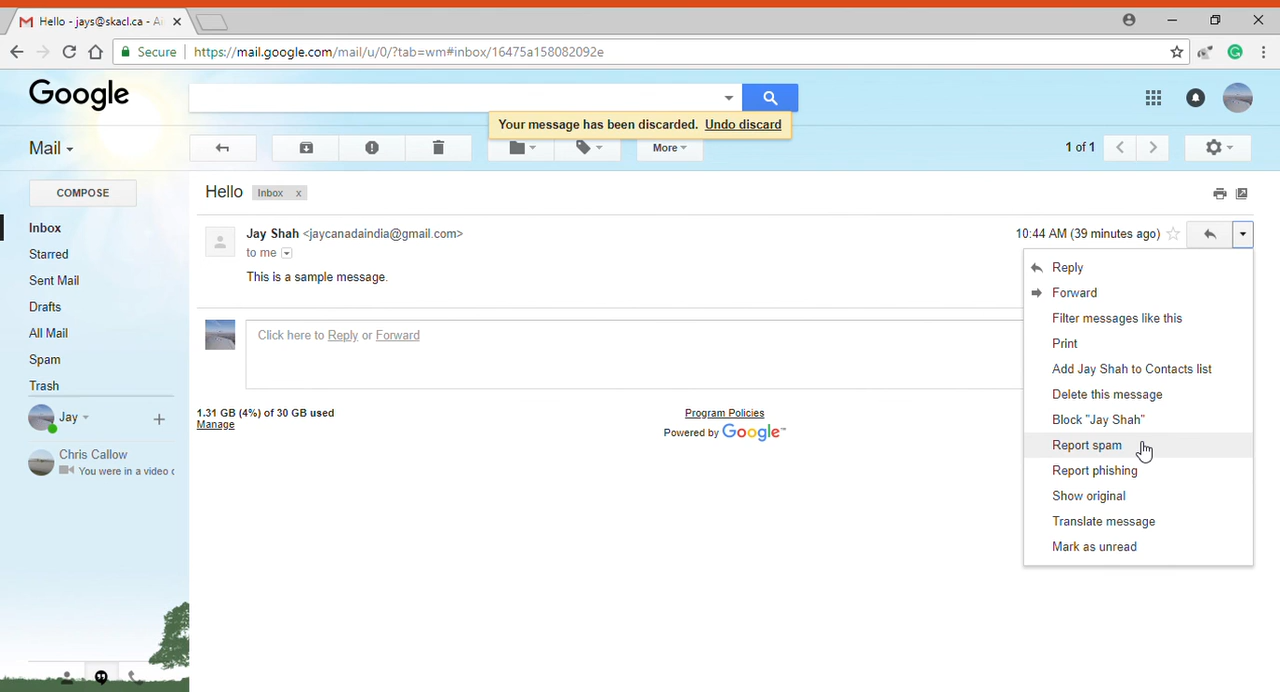 Hello - jays@skacl.ca - Ai
Secure
https://mail.google.com/mail/u/0/?tab=wm#inbox/16475a158082092e
Google
Your message has been discarded. Undo discard
Mail
More
1 of 1
COMPOSE
Hello
Inbox x
Inbox
Starred
Sent Mail
Drafts
All Mail
Spam
Trash
Jay
Chris Callow
You were in a video c
Jay Shah <jaycanadaindia@gmail.com>
10:44 AM (39 minutes ago)
to me
This is a sample message.
Click here to Reply or Forward
1.31 GB (4%) of 30 GB used
Manage
Program Policies
Powered by Google™
Reply
Forward
Filter messages like this
Print
Add Jay Shah to Contacts list
Delete this message
Block "Jay Shah"
Report spam
Report phishing
Show original
Translate message
Mark as unread